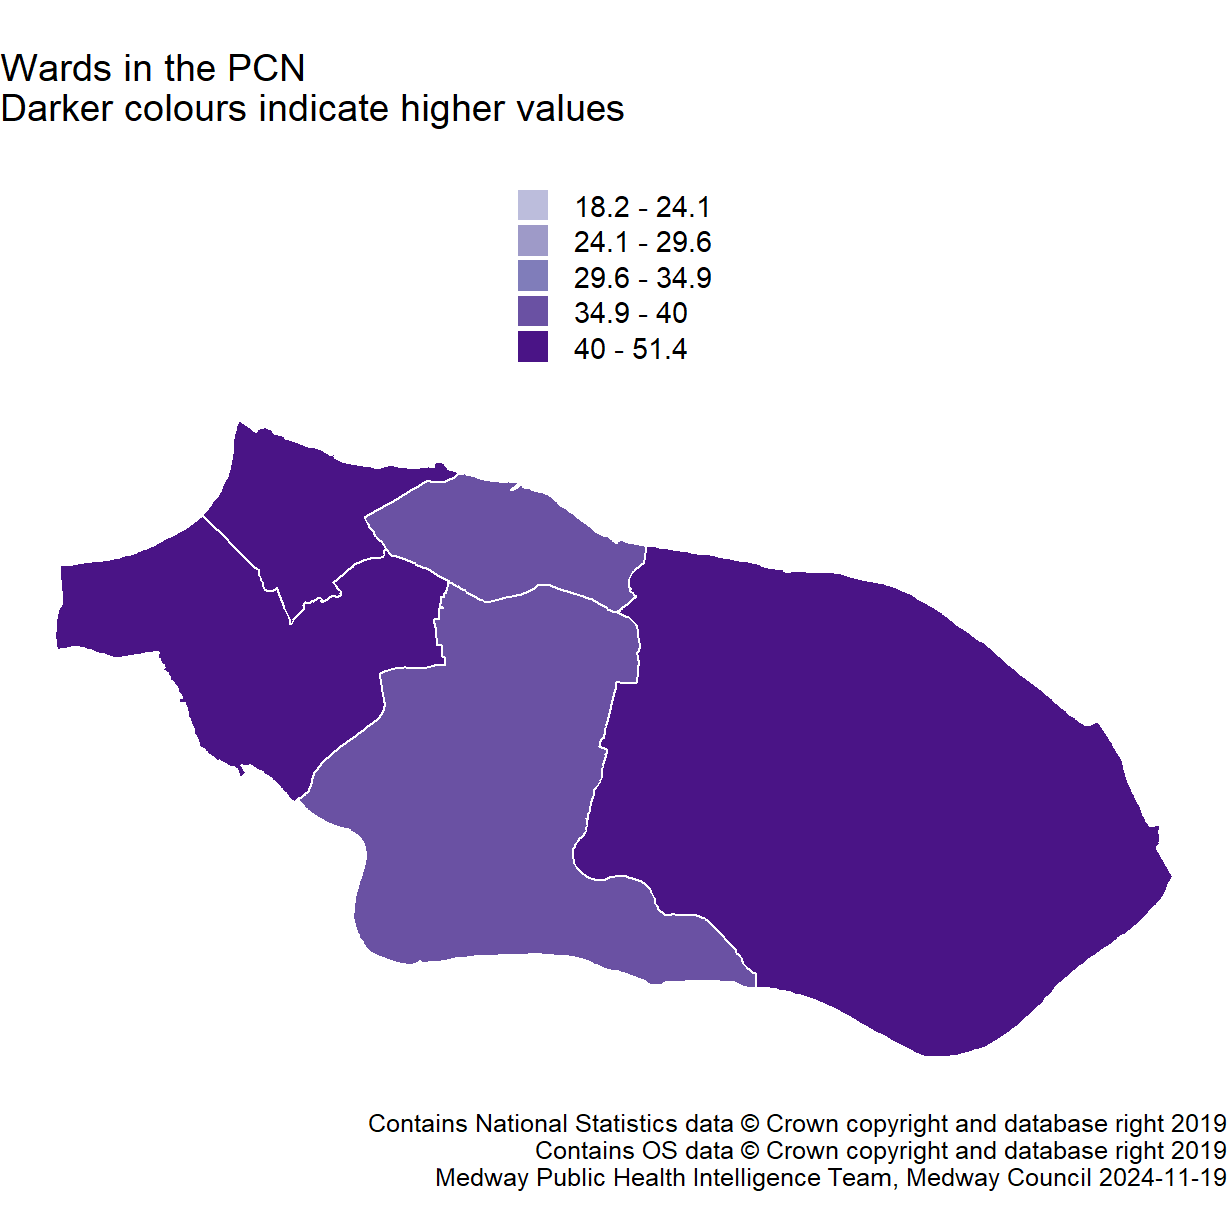 Wards in the PCN
Darker colours indicate higher values
18.2 - 24.1
24.1 - 29.6
29.6 - 34.9
34.9 - 40
40 - 51.4
Contains National Statistics data © Crown copyright and database right 2019
Contains OS data © Crown copyright and database right 2019
Medway Public Health Intelligence Team, Medway Council 2024-11-19